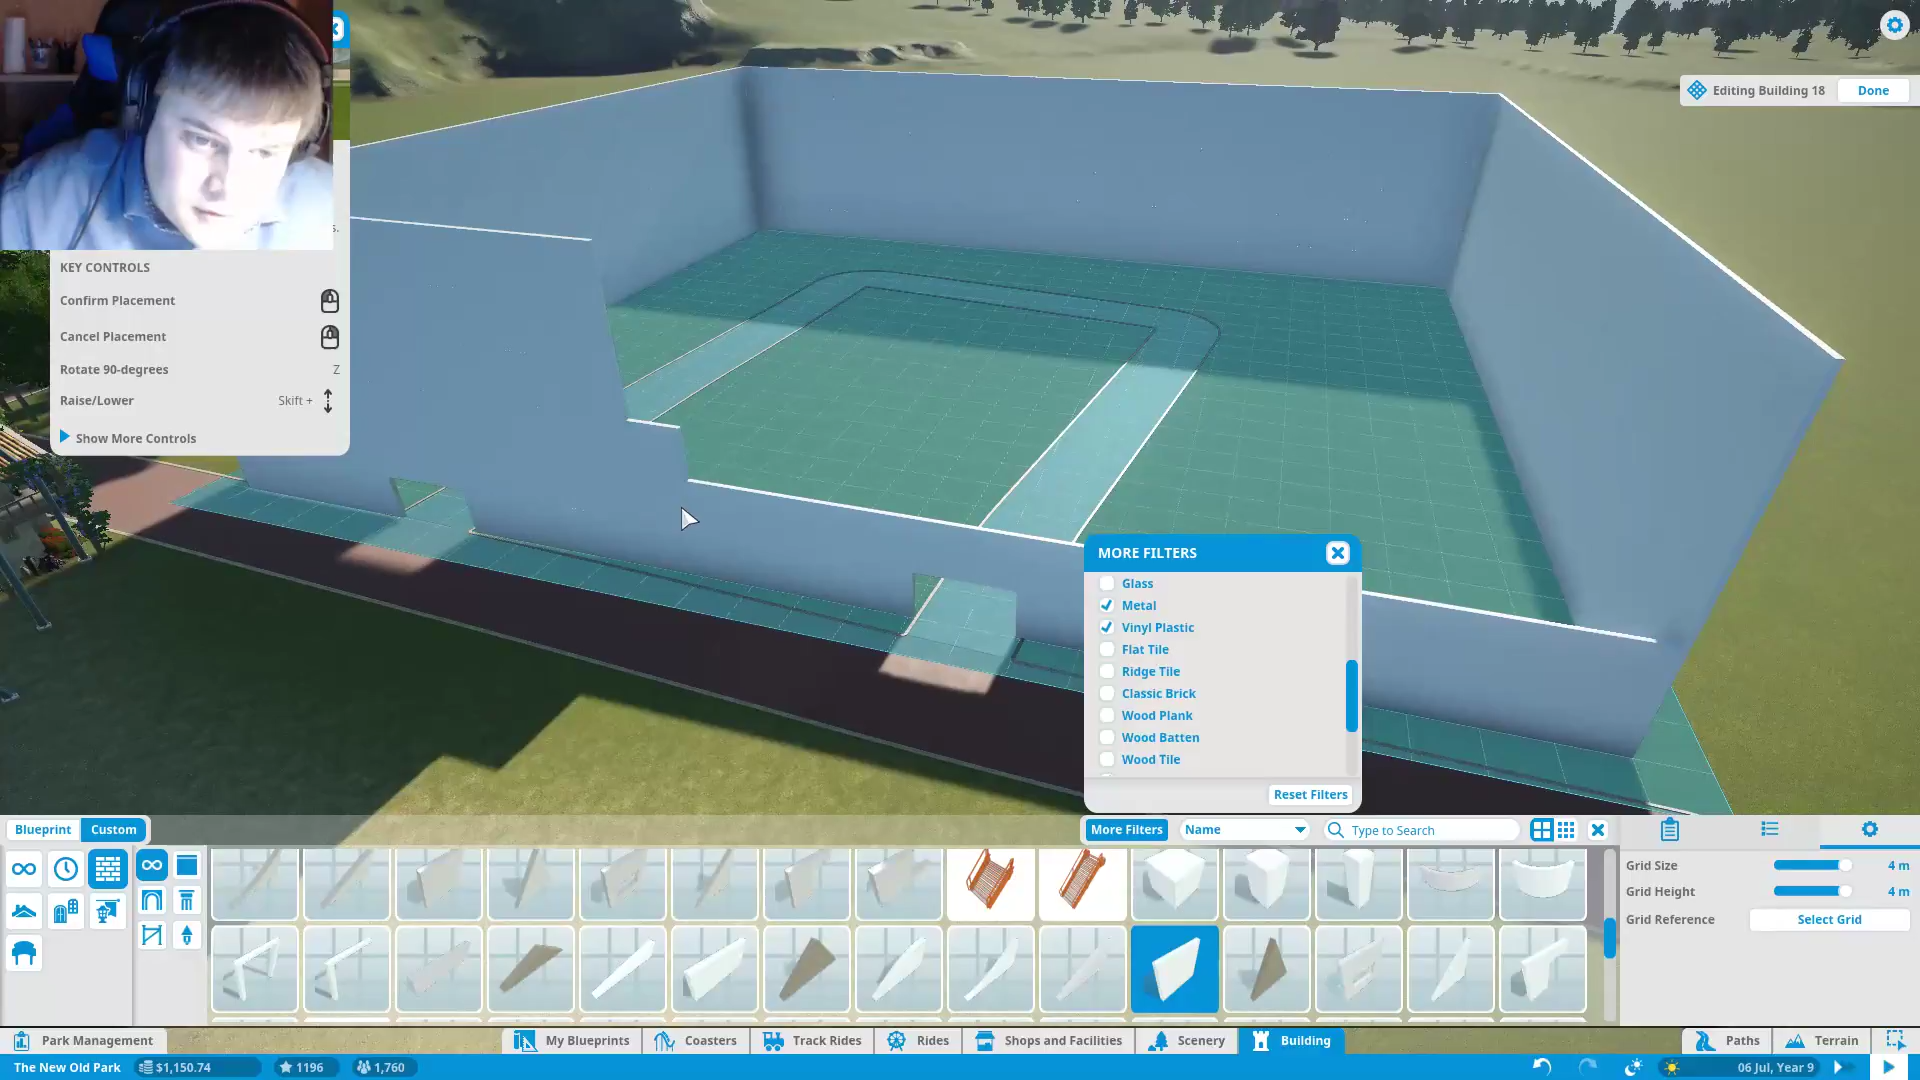 Editing Building 18 Done
s.
KEY CONTROLS
Confirm Placement
Cancel Placement
Rotate 90-degrees Z
Raise/Lower Skift +
Show More Controls
MORE FILTERS
Glass
Metal
Vinyl Plastic
Flat Tile
Ridge Tile
Classic Brick
Wood Plank
Wood Batten
Wood Tile
Reset Filters
Blueprint Custom
More Filters Name Type to Search
Grid Size 4 m
Grid Height 4 m
Grid Reference Select Grid
Park Management My Blueprints Coasters Track Rides Rides Shops and Facilities Scenery Building Paths Terrain
The New Old Park $1,150.74 1196 1,760 06 Jul, Year 9